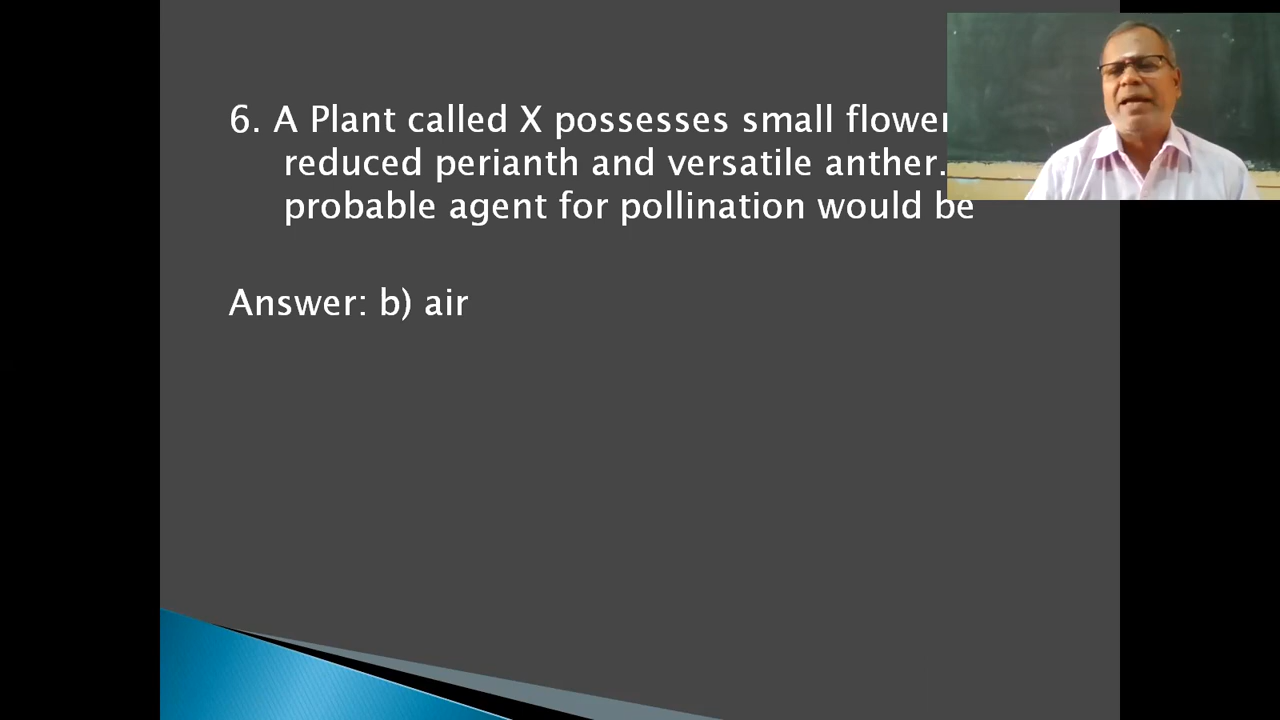 6. A Plant called X possesses small flower
reduced perianth and versatile anther.
probable agent for pollination would be
Answer: b) air